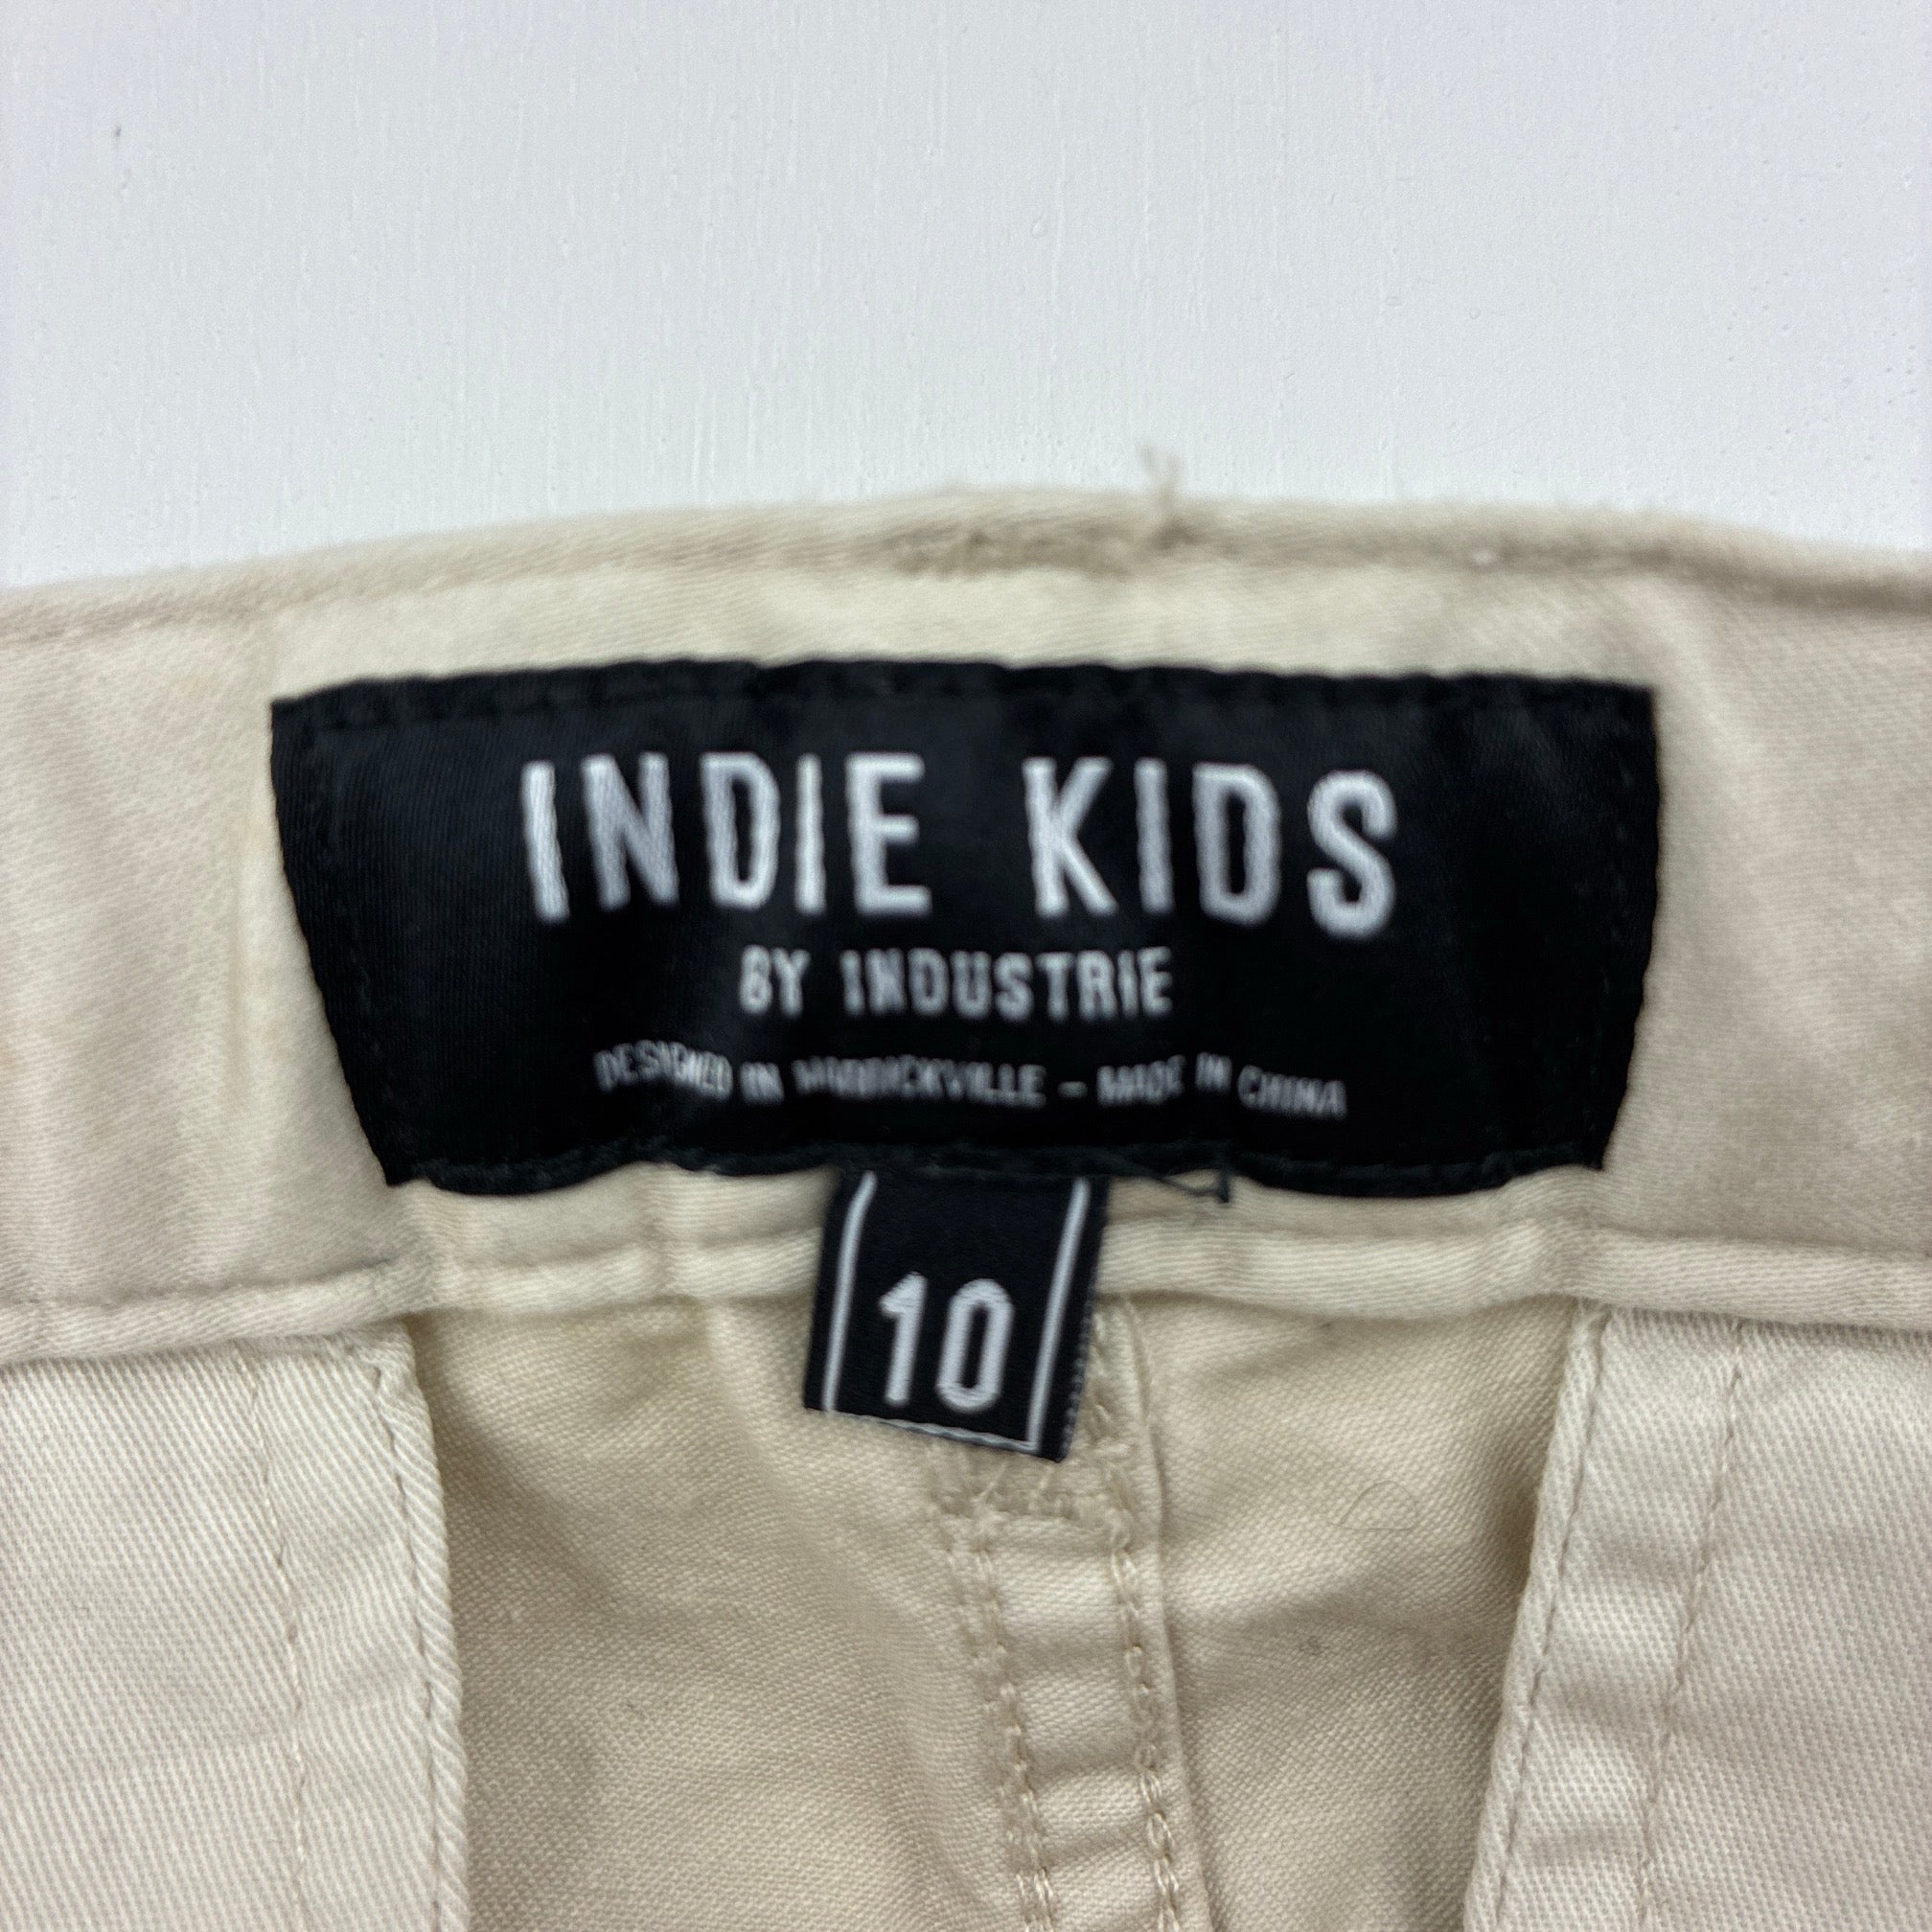 INDIE KIDS
BY INDUSTRIE
DESIGNED IN MARRICKVILLE - MADE IN CHINA
10